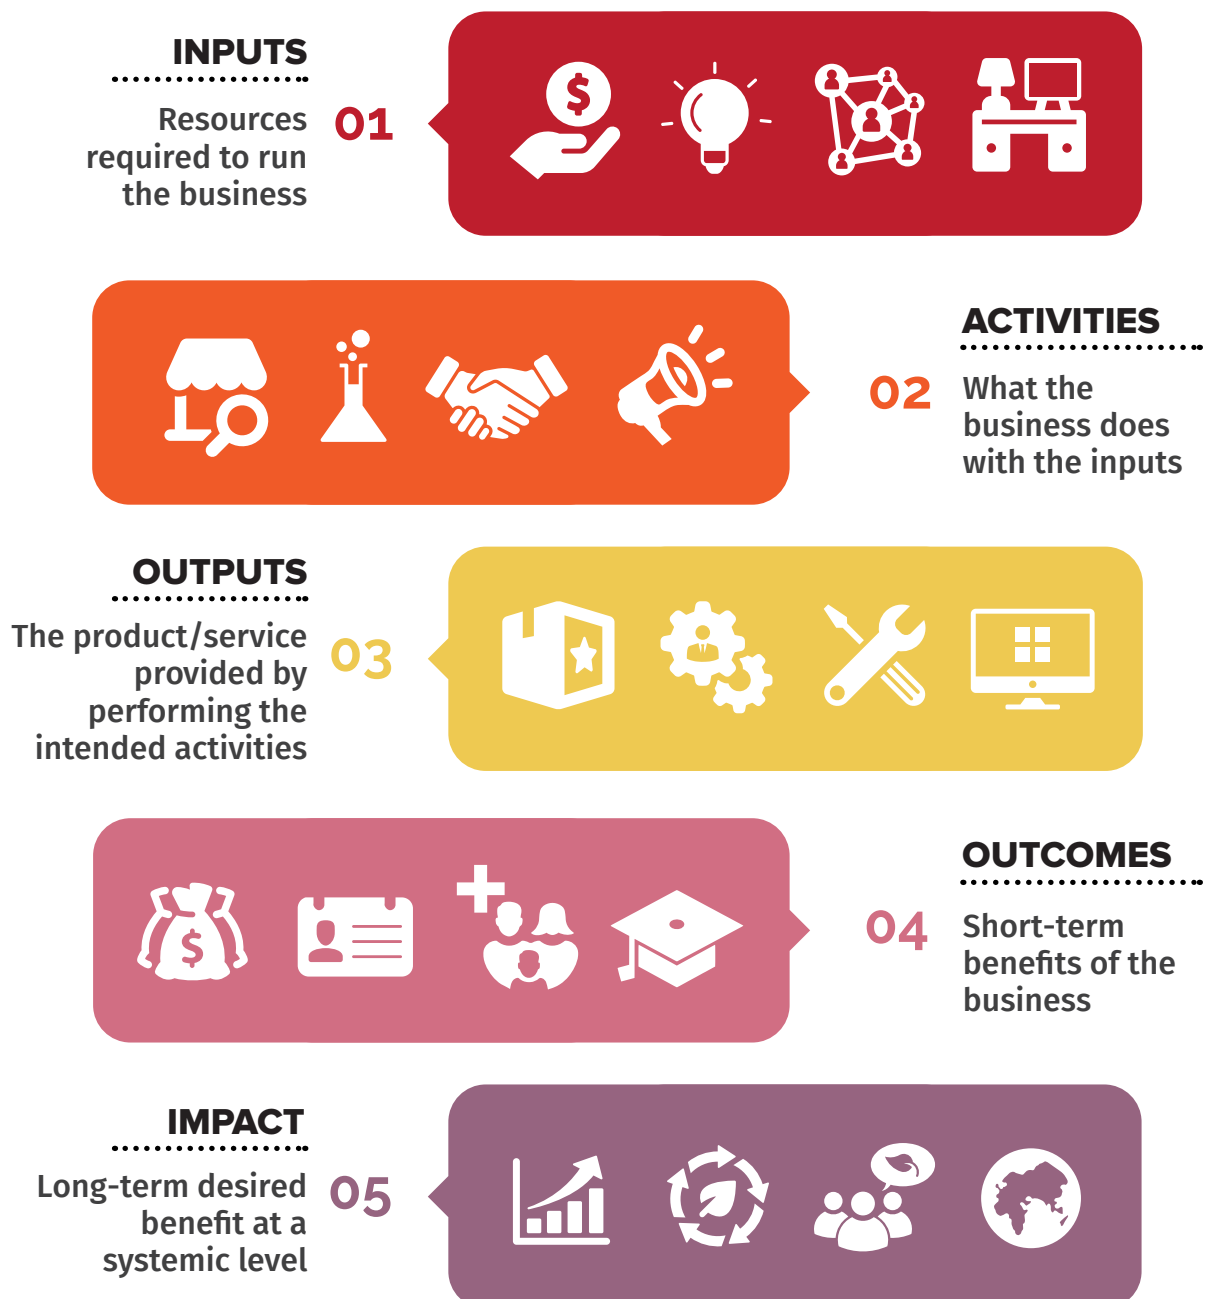 INPUTS
01
Resources
required to run
the business
$
ACTIVITIES
02
What the
business does
with the inputs
OUTPUTS
03
The product/service
provided by
performing the
intended activities
OUTCOMES
04
Short-term
benefits of the
business
$
IMPACT
05
Long-term desired
benefit at a
systemic level